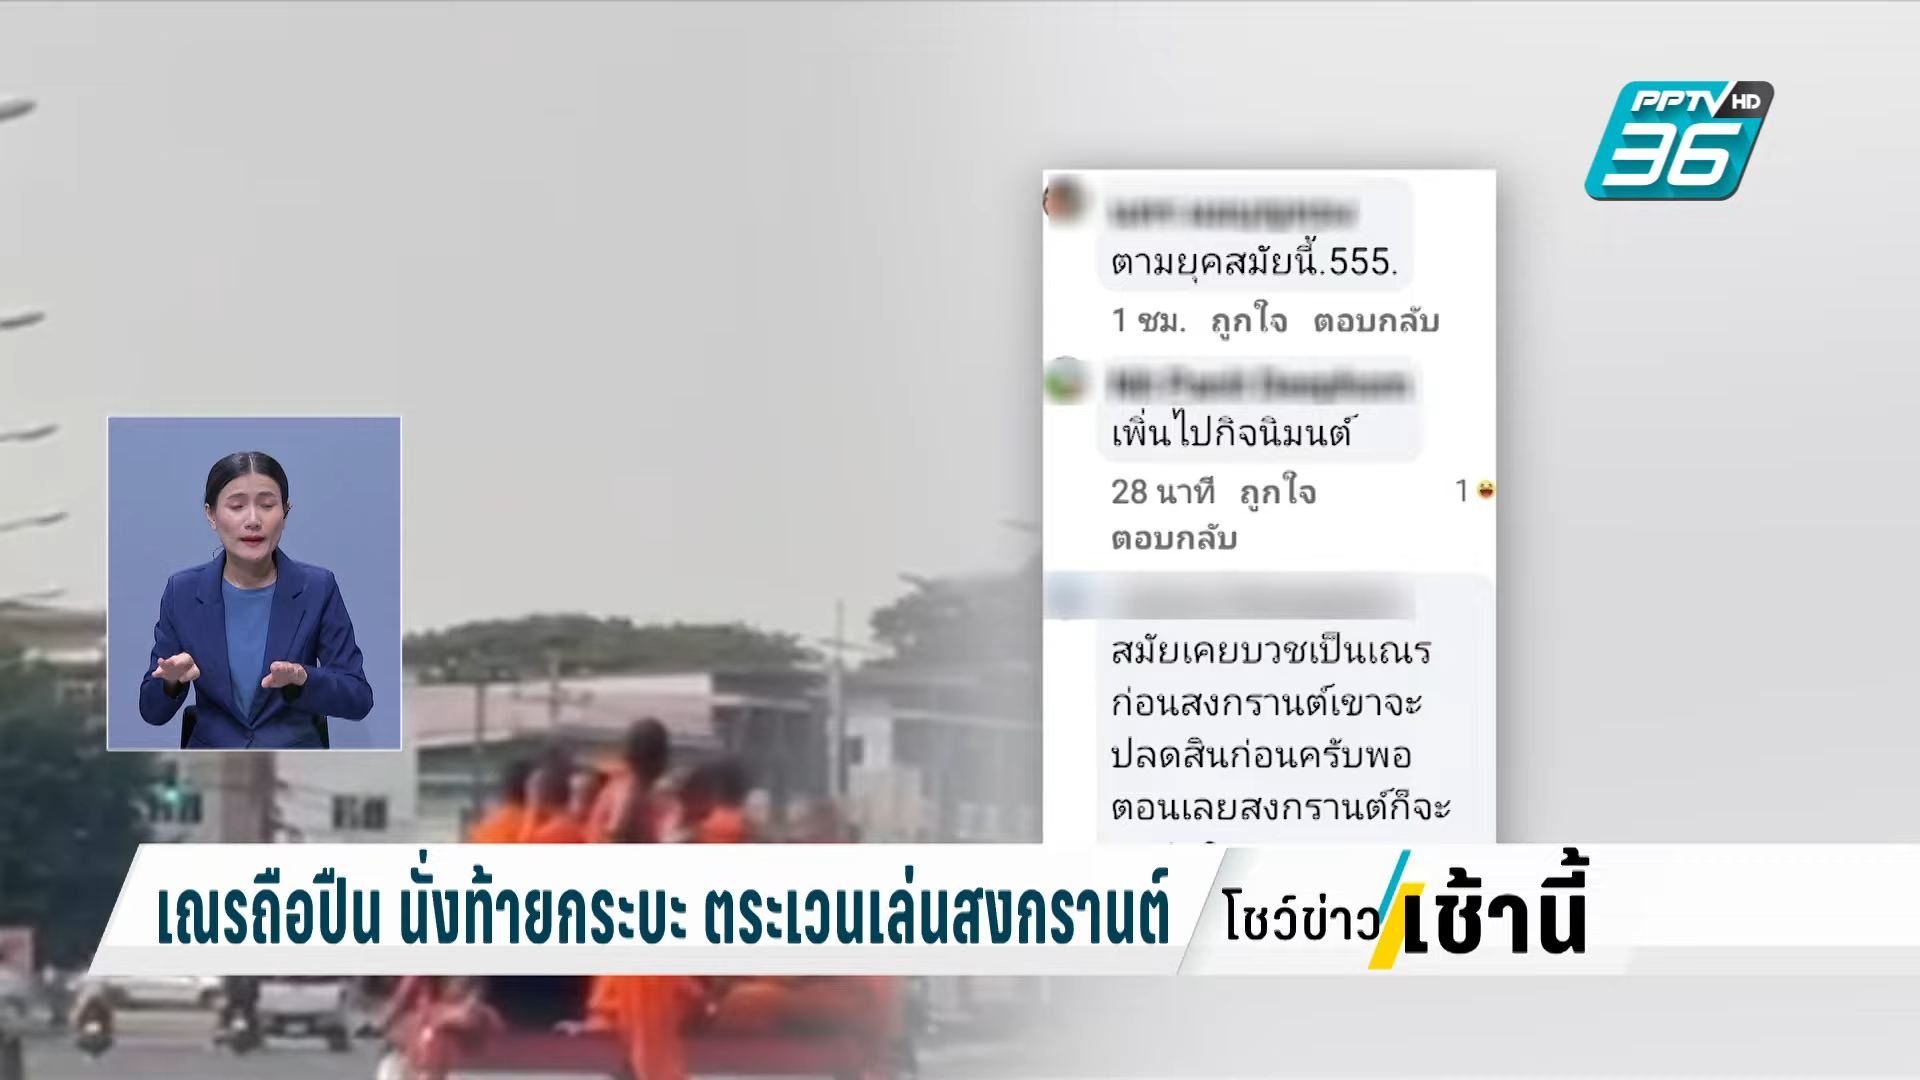 PPTV HD
36
ตามยุคสมัยนี้.555.
1 ชม. ถูกใจ ตอบกลับ
เพิ่นไปกิจนิมนต์
28 นาที ถูกใจ 1
ตอบกลับ
สมัยเคยบวชเป็นเณร
ก่อนสงกรานต์เขาจะ
ปลดสินก่อนครับพอ
ตอนเลยสงกรานต์ก็จะ
เณรถือปืน นั่งท้ายกระบะ ตระเวนเล่นสงกรานต์
โชว์ข่าว เช้านี้